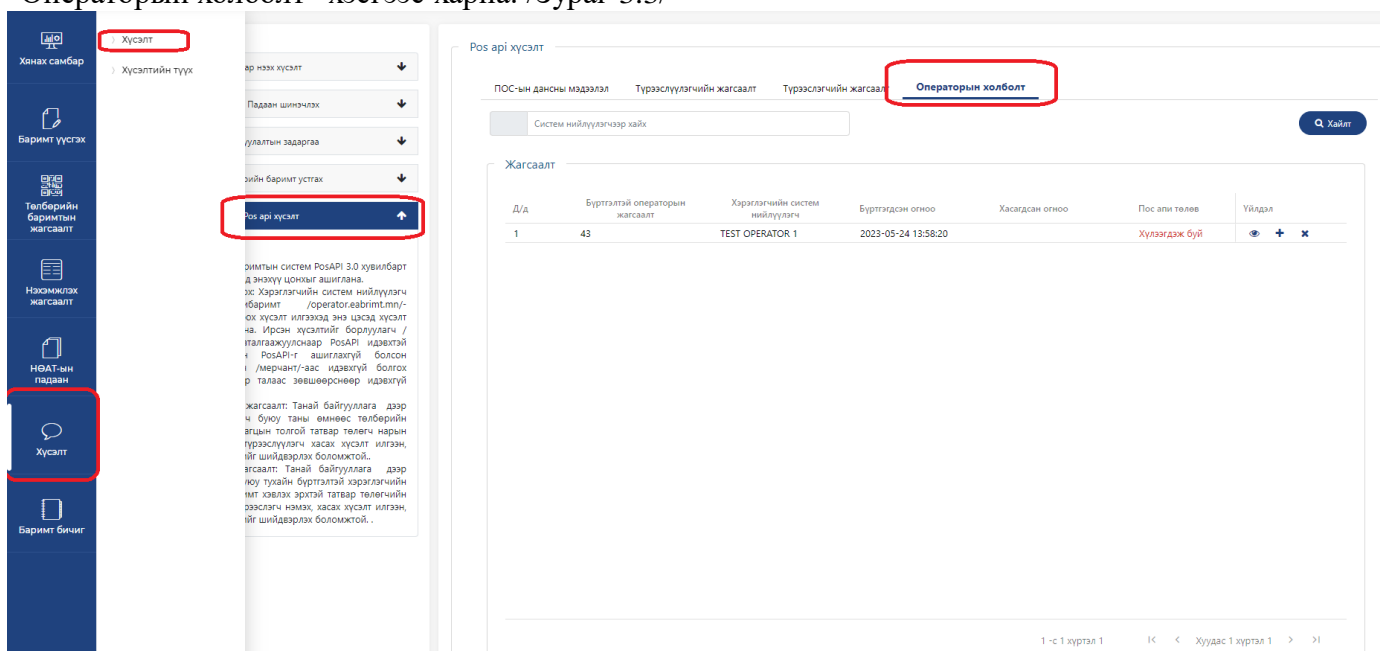 "Операторын холболт" хэсгээс харна. /Зураг 3.3/
Хянах самбар
Баримт үүсгэх
Төлбөрийн
баримтын
жагсаалт
Нэхэмжлэх
жагсаалт
НӨАТ-ын
падаан
Хүсэлт
Баримт бичиг
Хүсэлт
Хүсэлтийн түүх
ар нээх хүсэлт
Падаан шинэчлэх
уулалтын задаргаа
рийн баримт устгах
Pos api хүсэлт
римтын систем PosAPI 3.0 хувилбарт
д энэхүү цонхыг ашиглана.
эх: Хэрэглэгчийн систем нийлүүлэгч
ибаримт /operator.eabrimt.mn/-
рох хүсэлт илгээхэд энэ цэсэд хүсэлт
на. Ирсэн хүсэлтийг борлуулагч /
аталгаажуулснаар PosAPI идэвхтэй
н PosAPI-г ашиглахгүй болсон
ч /мерчант/-аас идэвхгүй болгох
р талаас зөвшөөрснөөр идэвхгүй
жагсаалт: Танай байгууллага дээр
ч буюу таны өмнөөс төлбөрийн
агцын толгой татвар төлөгч нарын
түрээслүүлэгч хасах хүсэлт илгээн,
ийг шийдвэрлэх боломжтой..
агсаалт: Танай байгууллага дээр
уюу тухайн бүртгэлтэй хэрэглэгчийн
имт хэвлэх эрхтэй татвар төлөгчийн
рээслэгч нэмэх, хасах хүсэлт илгээн,
ийг шийдвэрлэх боломжтой. .
Pos api хүсэлт
ПОС-ын дансны мэдээлэл Түрээслүүлэгчийн жагсаалт Түрээслэгчийн жагсаалт Операторын холболт
Систем нийлүүлэгчээр хайх Хайлт
Жагсаалт
Д/д Бүртгэлтэй операторын жагсаалт Хэрэглэгчийн систем нийлүүлэгч Бүртгэгдсэн огноо Хасагдсан огноо Пос апи төлөв Үйлдэл
1 43 TEST OPERATOR 1 2023-05-24 13:58:20 Хүлээгдэж буй
1 -с 1 хүртэл 1 Хуудас 1 хүртэл 1